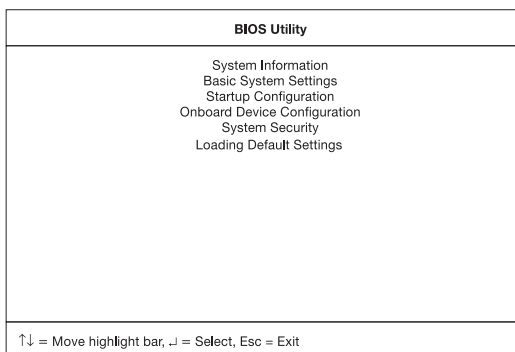 BIOS Utility
System Information
Basic System Settings
Startup Configuration
Onboard Device Configuration
System Security
Loading Default Settings
↑↓ = Move highlight bar, ↵ = Select, Esc = Exit